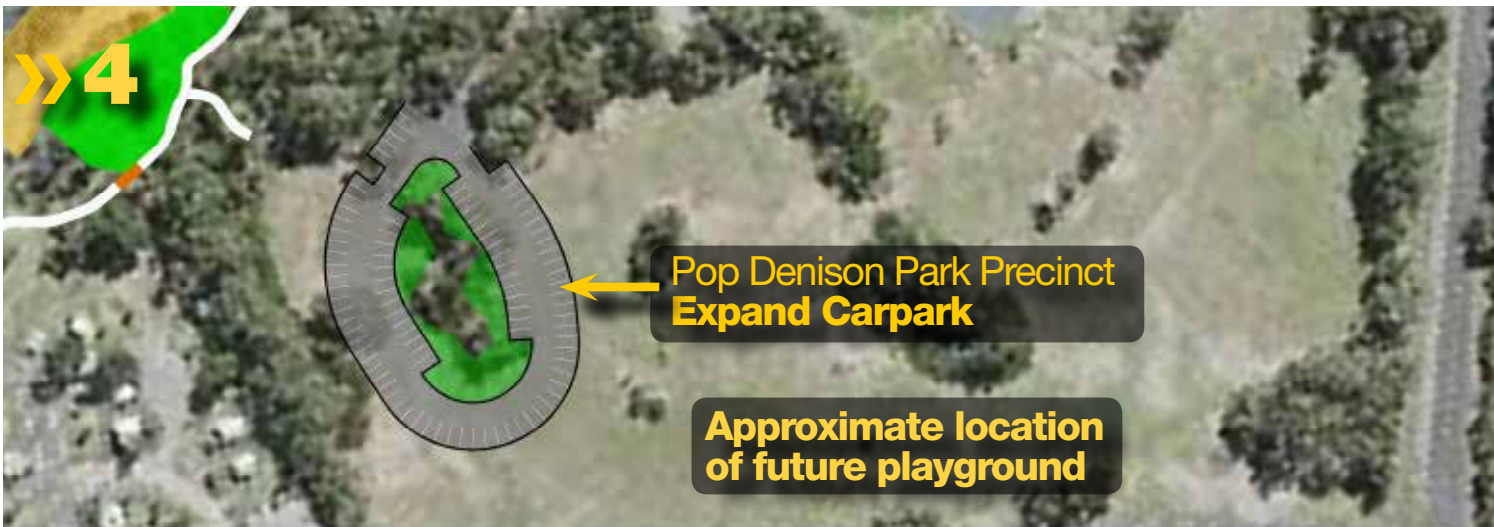 »4
Pop Denison Park Precinct
Expand Carpark
Approximate location
of future playground